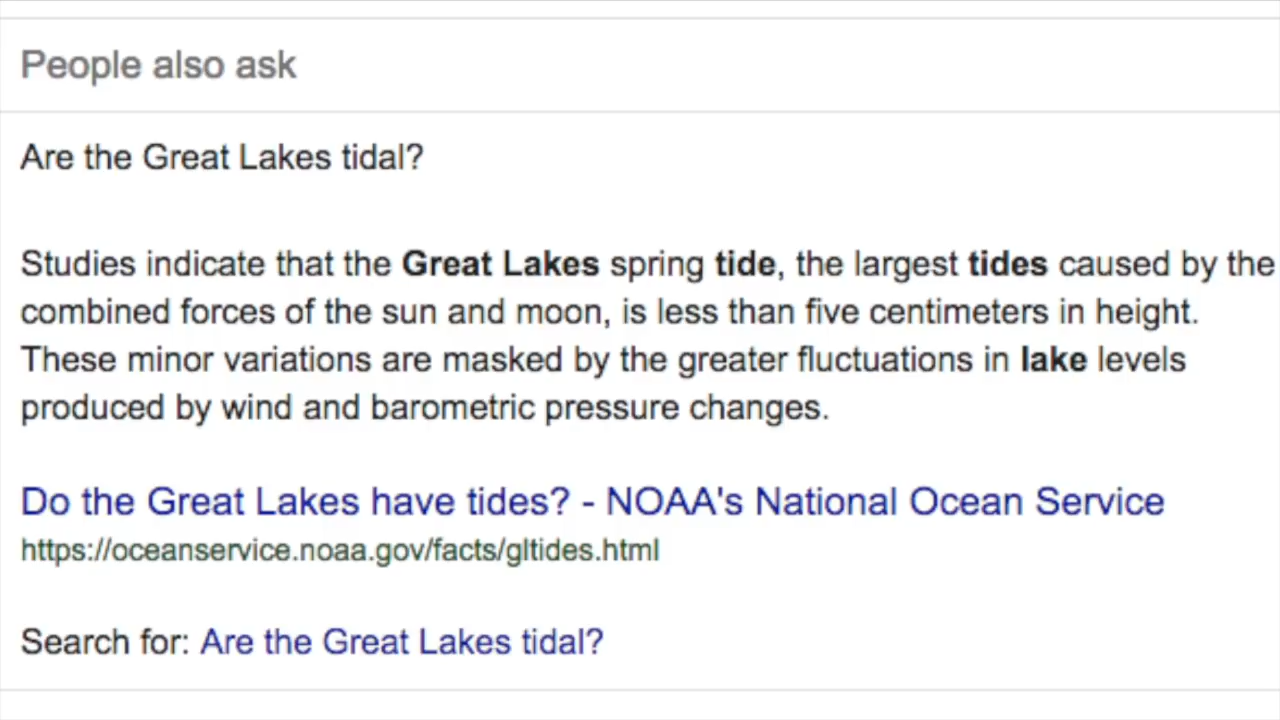 People also ask
Are the Great Lakes tidal?
Studies indicate that the Great Lakes spring tide, the largest tides caused by the
combined forces of the sun and moon, is less than five centimeters in height.
These minor variations are masked by the greater fluctuations in lake levels
produced by wind and barometric pressure changes.
Do the Great Lakes have tides? - NOAA's National Ocean Service
https://oceanservice.noaa.gov/facts/gltides.html
Search for: Are the Great Lakes tidal?